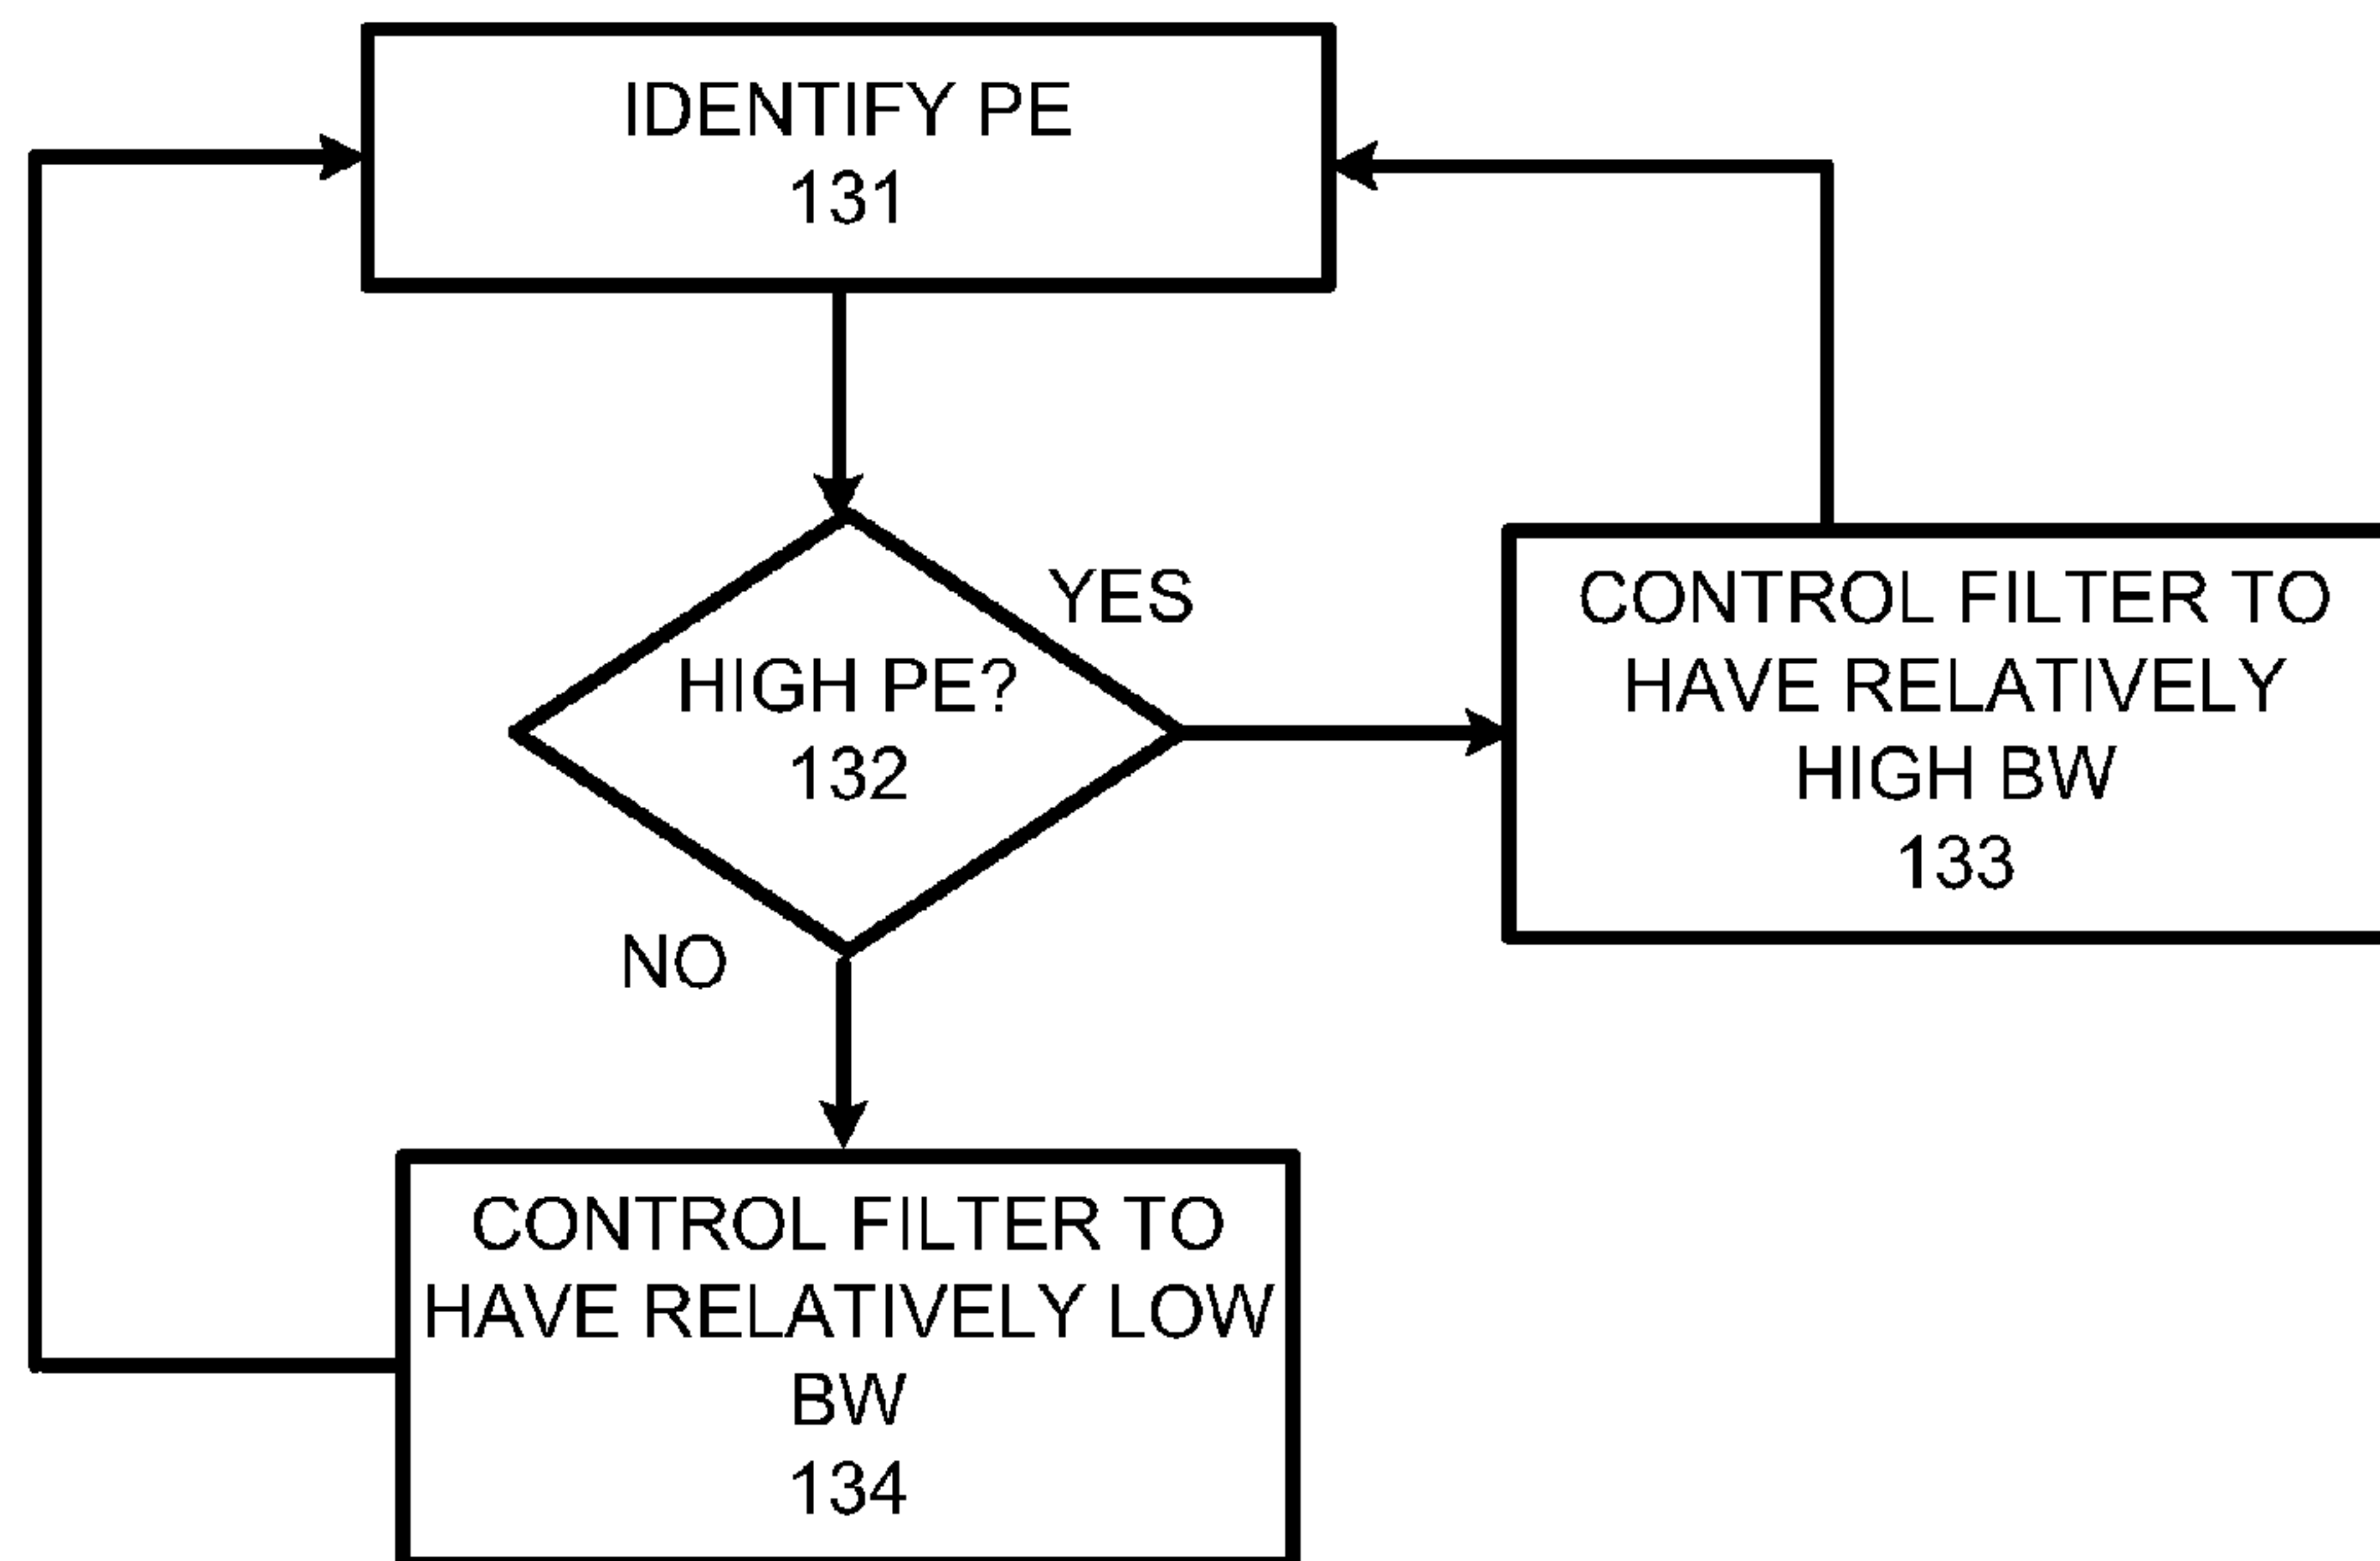 IDENTIFY PE
131
YES
HIGH PE?
132
NO
CONTROL FILTER TO
HAVE RELATIVELY
HIGH BW
133
CONTROL FILTER TO
HAVE RELATIVELY LOW
BW
134